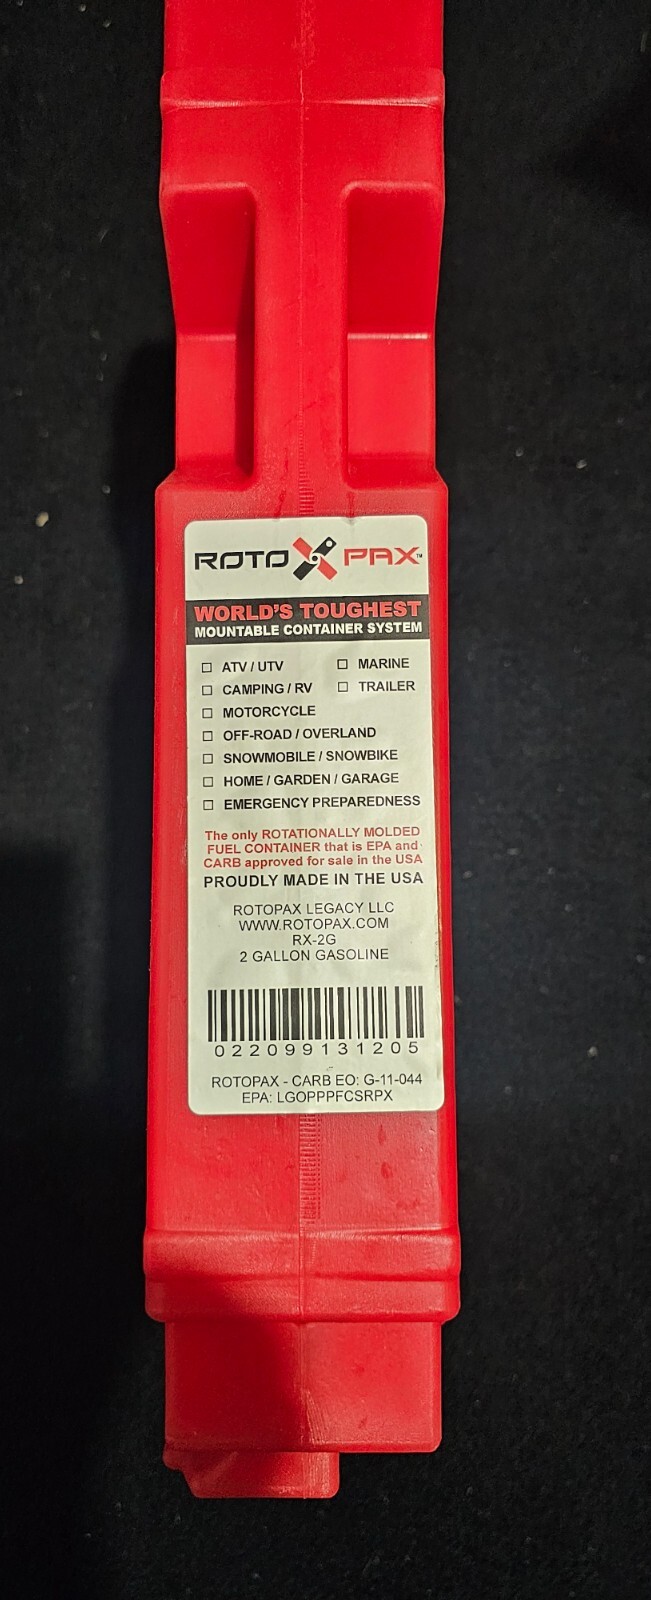 ROTOPAX™
WORLD'S TOUGHEST
MOUNTABLE CONTAINER SYSTEM
☐ ATV / UTV ☐ MARINE
☐ CAMPING / RV ☐ TRAILER
☐ MOTORCYCLE
☐ OFF-ROAD / OVERLAND
☐ SNOWMOBILE / SNOWBIKE
☐ HOME / GARDEN / GARAGE
☐ EMERGENCY PREPAREDNESS
The only ROTATIONALLY MOLDED
FUEL CONTAINER that is EPA and
CARB approved for sale in the USA
PROUDLY MADE IN THE USA
ROTOPAX LEGACY LLC
WWW.ROTOPAX.COM
RX-2G
2 GALLON GASOLINE
022099131205
ROTOPAX - CARB EO: G-11-044
EPA: LGOPPPFCSRPX